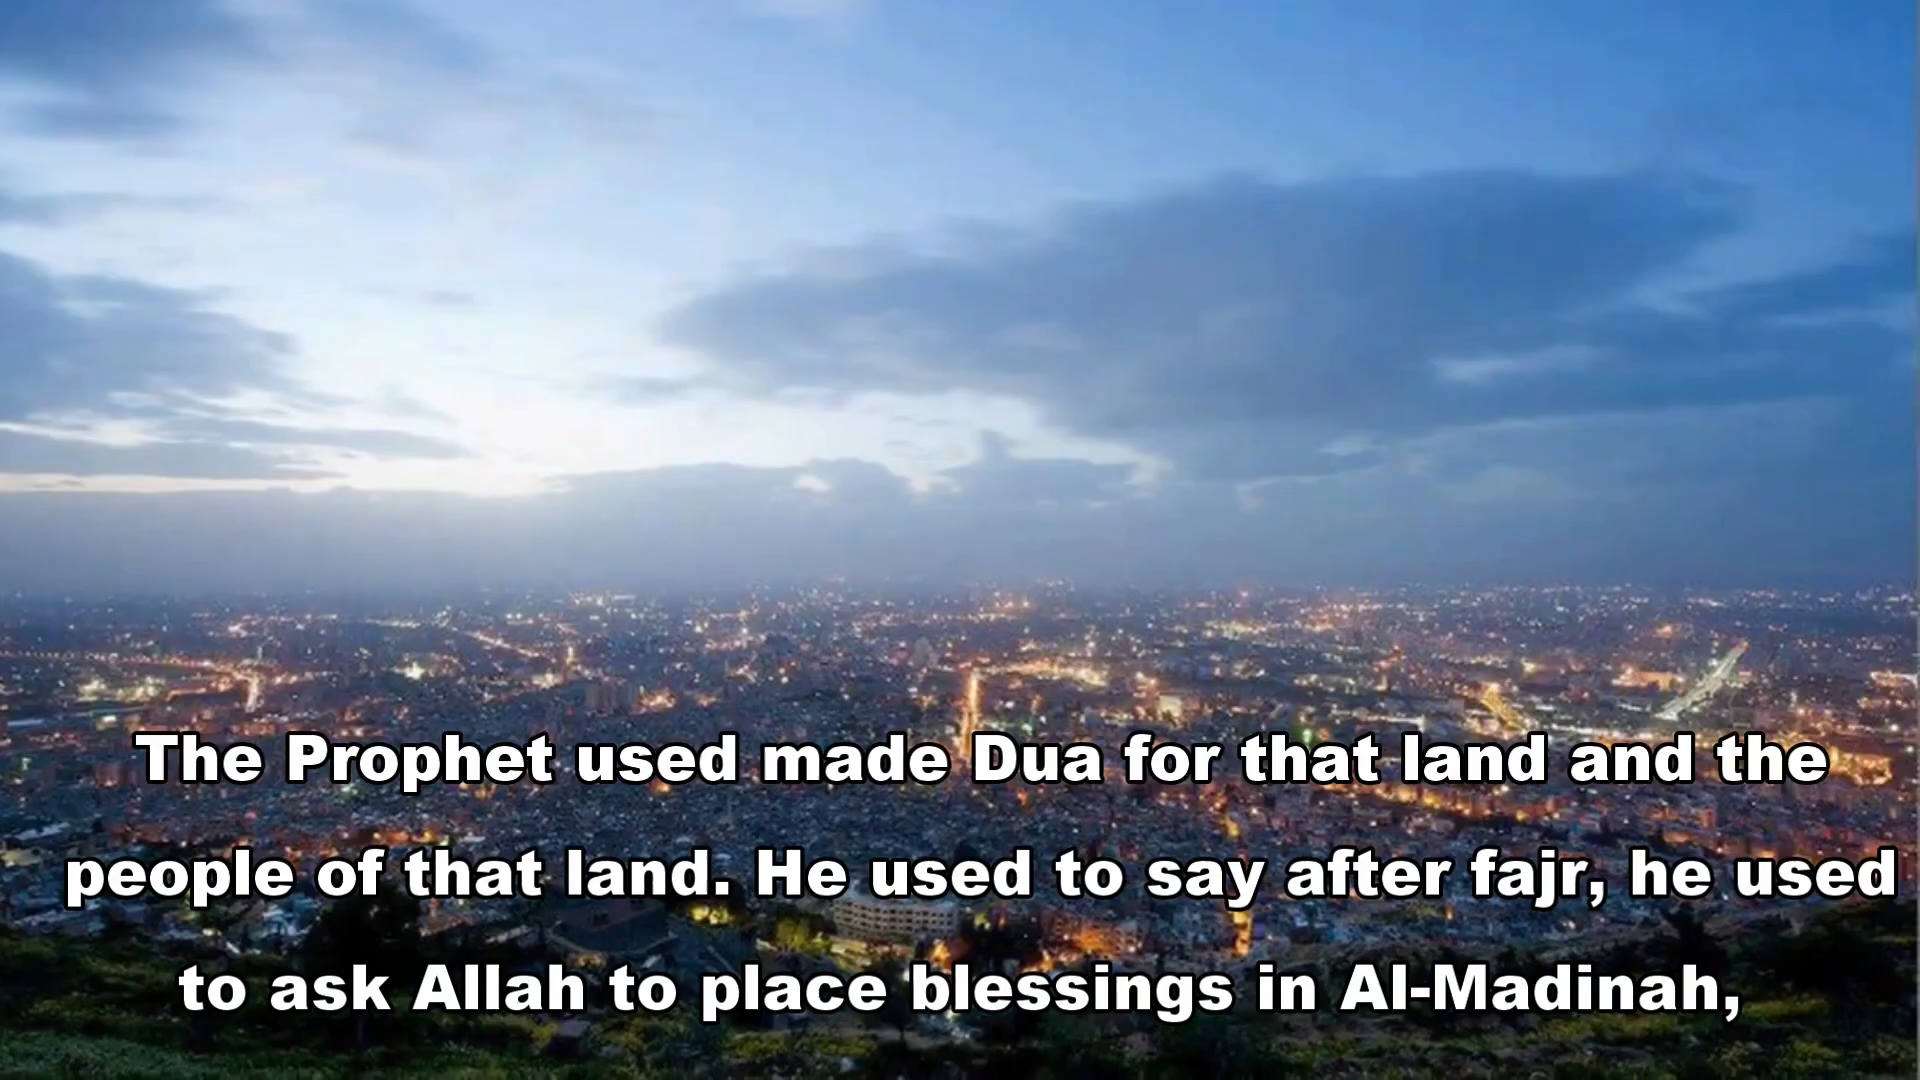 The Prophet used made Dua for that land and the
people of that land. He used to say after fajr, he used
to ask Allah to place blessings in Al-Madinah,